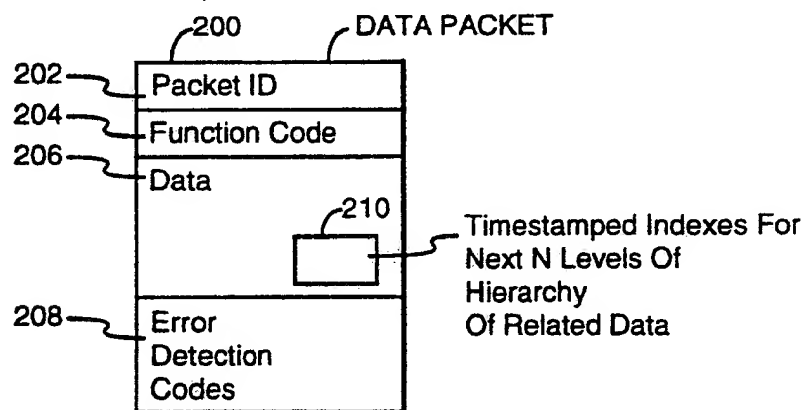 200
DATA PACKET
202
Packet ID
204
Function Code
206
Data
210
Timestamped Indexes For
Next N Levels Of
Hierarchy
Of Related Data
208
Error
Detection
Codes